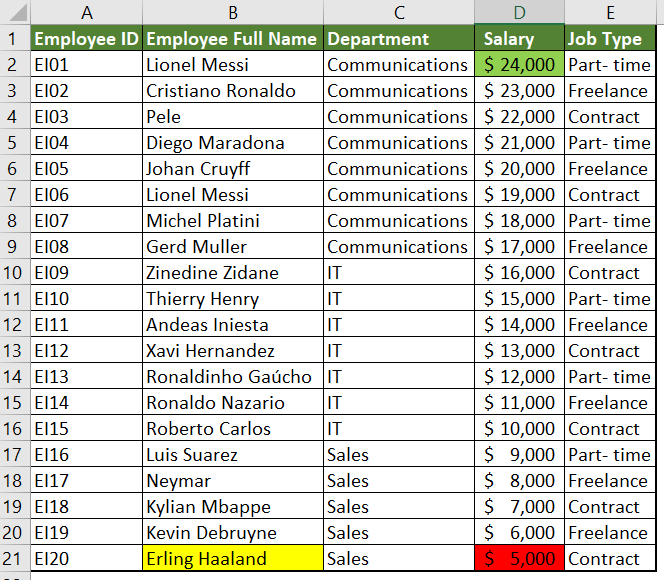 A B C D E
1 Employee ID Employee Full Name Department Salary Job Type
2 EI01 Lionel Messi Communications $ 24,000 Part- time
3 EI02 Cristiano Ronaldo Communications $ 23,000 Freelance
4 EI03 Pele Communications $ 22,000 Contract
5 EI04 Diego Maradona Communications $ 21,000 Part- time
6 EI05 Johan Cruyff Communications $ 20,000 Freelance
7 EI06 Lionel Messi Communications $ 19,000 Contract
8 EI07 Michel Platini Communications $ 18,000 Part- time
9 EI08 Gerd Muller Communications $ 17,000 Freelance
10 EI09 Zinedine Zidane IT $ 16,000 Contract
11 EI10 Thierry Henry IT $ 15,000 Part- time
12 EI11 Andeas Iniesta IT $ 14,000 Freelance
13 EI12 Xavi Hernandez IT $ 13,000 Contract
14 EI13 Ronaldinho Gaúcho IT $ 12,000 Part- time
15 EI14 Ronaldo Nazario IT $ 11,000 Freelance
16 EI15 Roberto Carlos IT $ 10,000 Contract
17 EI16 Luis Suarez Sales $ 9,000 Part- time
18 EI17 Neymar Sales $ 8,000 Freelance
19 EI18 Kylian Mbappe Sales $ 7,000 Contract
20 EI19 Kevin Debruyne Sales $ 6,000 Freelance
21 EI20 Erling Haaland Sales $ 5,000 Contract